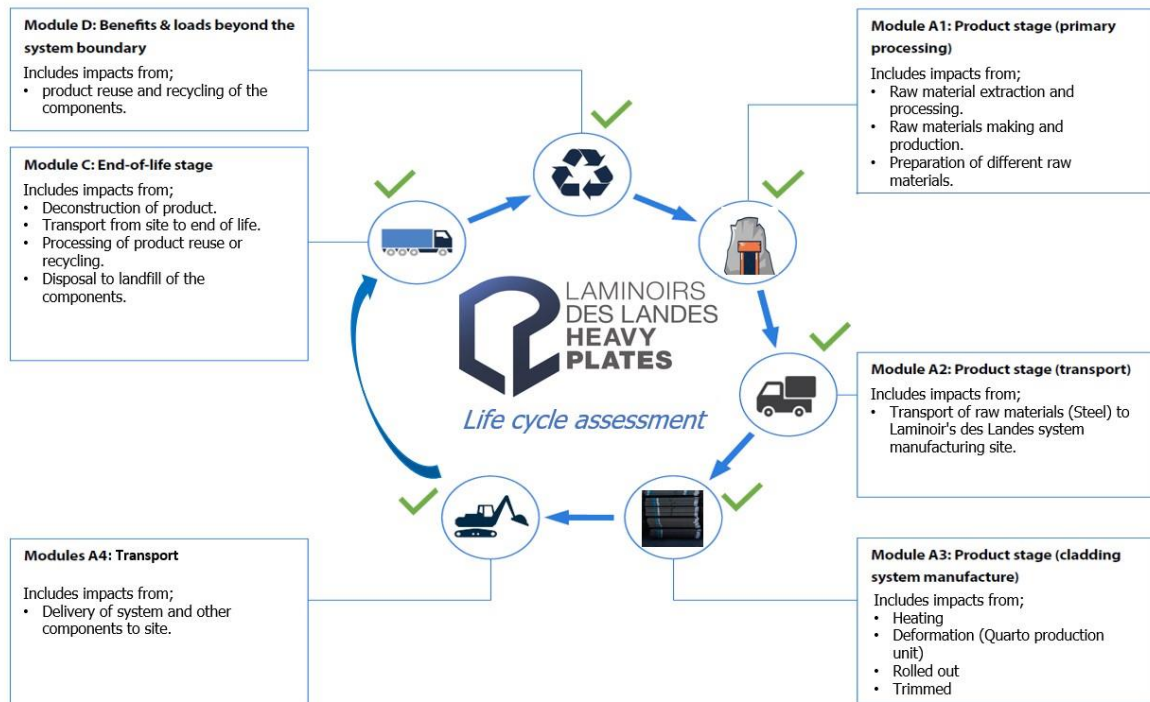 Module D: Benefits & loads beyond the
system boundary
Includes impacts from;
• product reuse and recycling of the
components.
Module C: End-of-life stage
Includes impacts from;
• Deconstruction of product.
• Transport from site to end of life.
• Processing of product reuse or
recycling.
• Disposal to landfill of the
components.
Modules A4: Transport
Includes impacts from;
• Delivery of system and other
components to site.
LAMINOIRS
DES LANDES
HEAVY
PLATES
Life cycle assessment
Module A1: Product stage (primary
processing)
Includes impacts from;
• Raw material extraction and
processing.
• Raw materials making and
production.
• Preparation of different raw
materials.
Module A2: Product stage (transport)
Includes impacts from;
• Transport of raw materials (Steel) to
Laminoir's des Landes system
manufacturing site.
Module A3: Product stage (cladding
system manufacture)
Includes impacts from;
• Heating
• Deformation (Quarto production
unit)
• Rolled out
• Trimmed